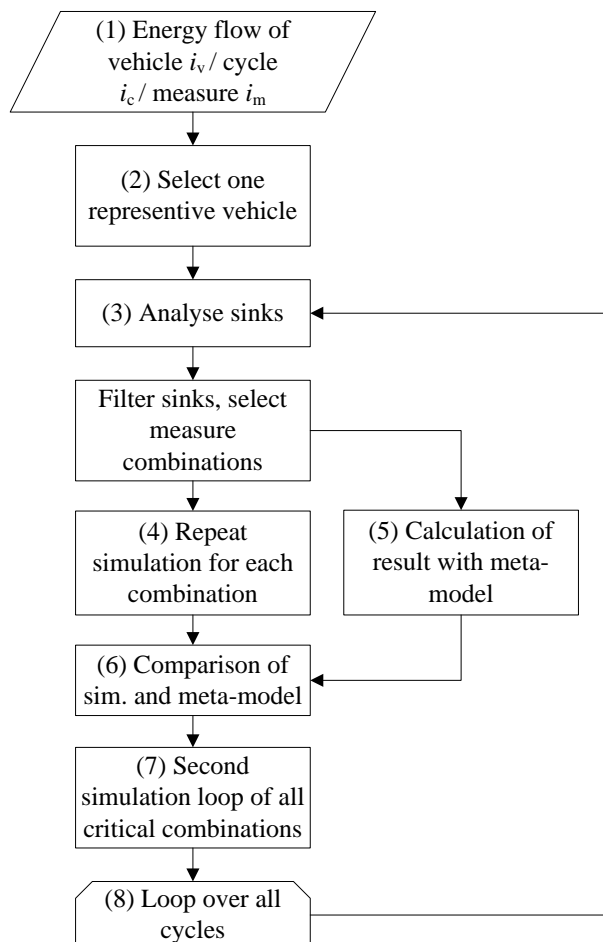 (1) Energy flow of
vehicle iv / cycle
ic / measure im
(2) Select one
representive vehicle
(3) Analyse sinks
Filter sinks, select
measure
combinations
(4) Repeat
simulation for each
combination
(5) Calculation of
result with meta-
model
(6) Comparison of
sim. and meta-model
(7) Second
simulation loop of all
critical combinations
(8) Loop over all
cycles